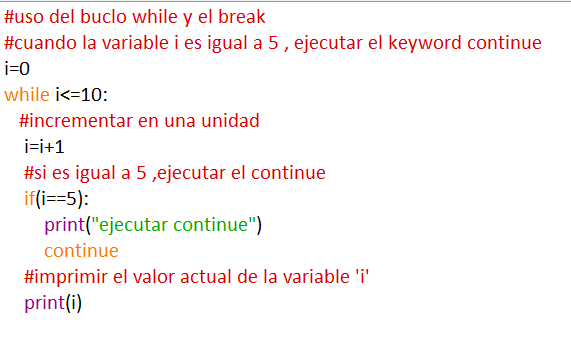 #uso del buclo while y el break
#cuando la variable i es igual a 5 , ejecutar el keyword continue
i=0
while i<=10:
#incrementar en una unidad
i=i+1
#si es igual a 5 ,ejecutar el continue
if(i==5):
print("ejecutar continue")
continue
#imprimir el valor actual de la variable 'i'
print(i)